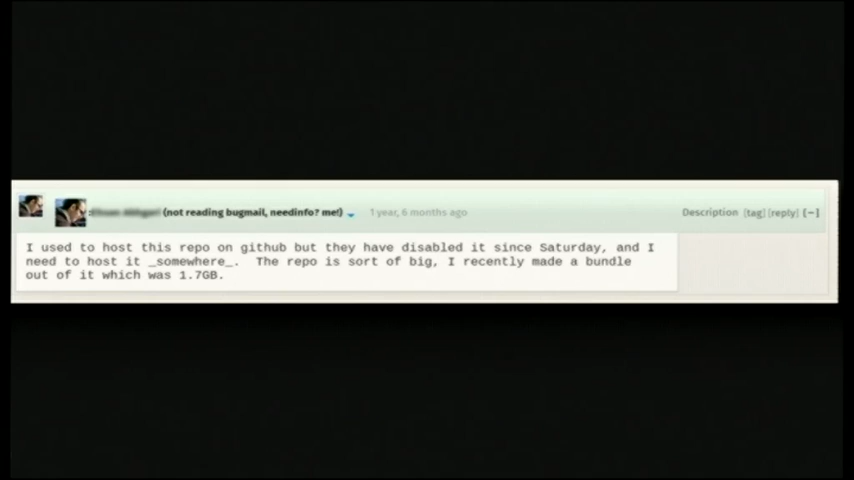 (not reading bugmail, needinfo? me!) 1 year, 6 months ago Description [tag] [reply] [−]
I used to host this repo on github but they have disabled it since Saturday, and I
need to host it _somewhere_.  The repo is sort of big, I recently made a bundle
out of it which was 1.7GB.